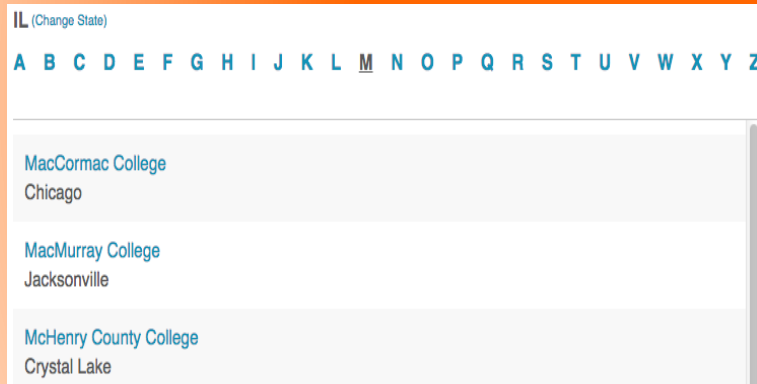 IL (Change State)
A B C D E F G H I J K L M N O P Q R S T U V W X Y Z
MacCormac College
Chicago
MacMurray College
Jacksonville
McHenry County College
Crystal Lake